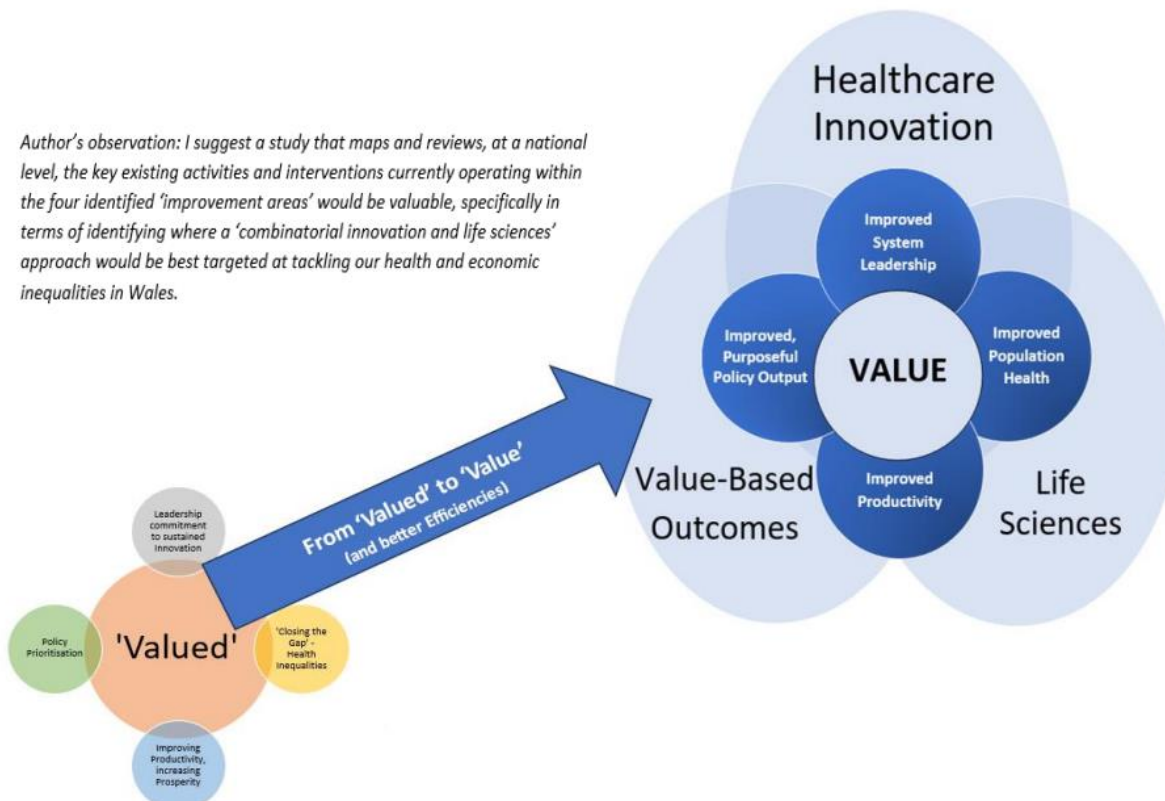 Author’s observation: I suggest a study that maps and reviews, at a national
level, the key existing activities and interventions currently operating within
the four identified ‘improvement areas’ would be valuable, specifically in
terms of identifying where a ‘combinatorial innovation and life sciences’
approach would be best targeted at tackling our health and economic
inequalities in Wales.
Healthcare
Innovation
Improved
System
Leadership
Improved,
Purposeful
Policy Output
VALUE
Improved
Population
Health
Improved
Productivity
Value-Based
Outcomes
Life
Sciences
From ‘Valued’ to ‘Value’
(and better Efficiencies)
Leadership
commitment
to sustained
Innovation
Policy
Prioritisation
'Valued'
'Closing the
Gap' -
Health
Inequalities
Improving
Productivity,
increasing
Prosperity